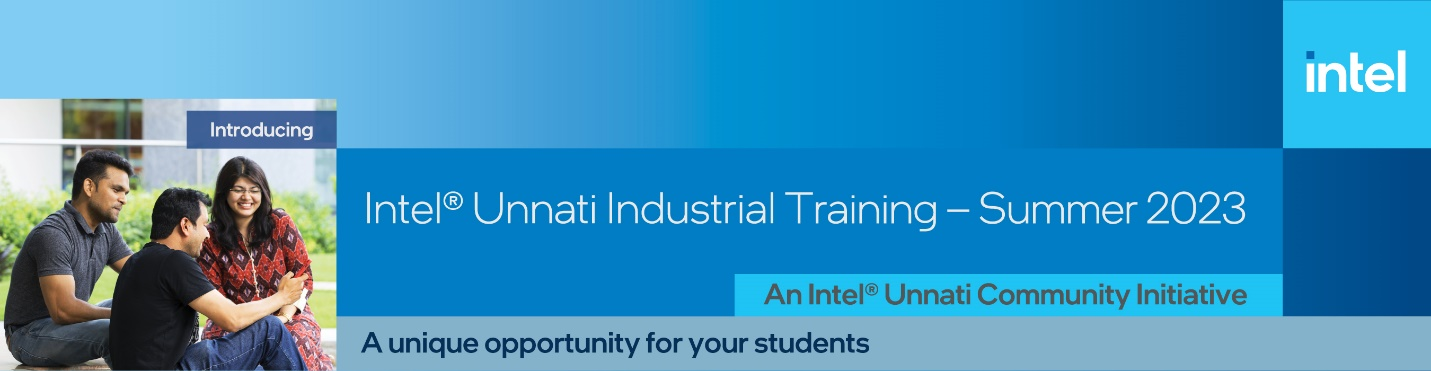 intel
Introducing
Intel® Unnati Industrial Training – Summer 2023
An Intel® Unnati Community Initiative
A unique opportunity for your students